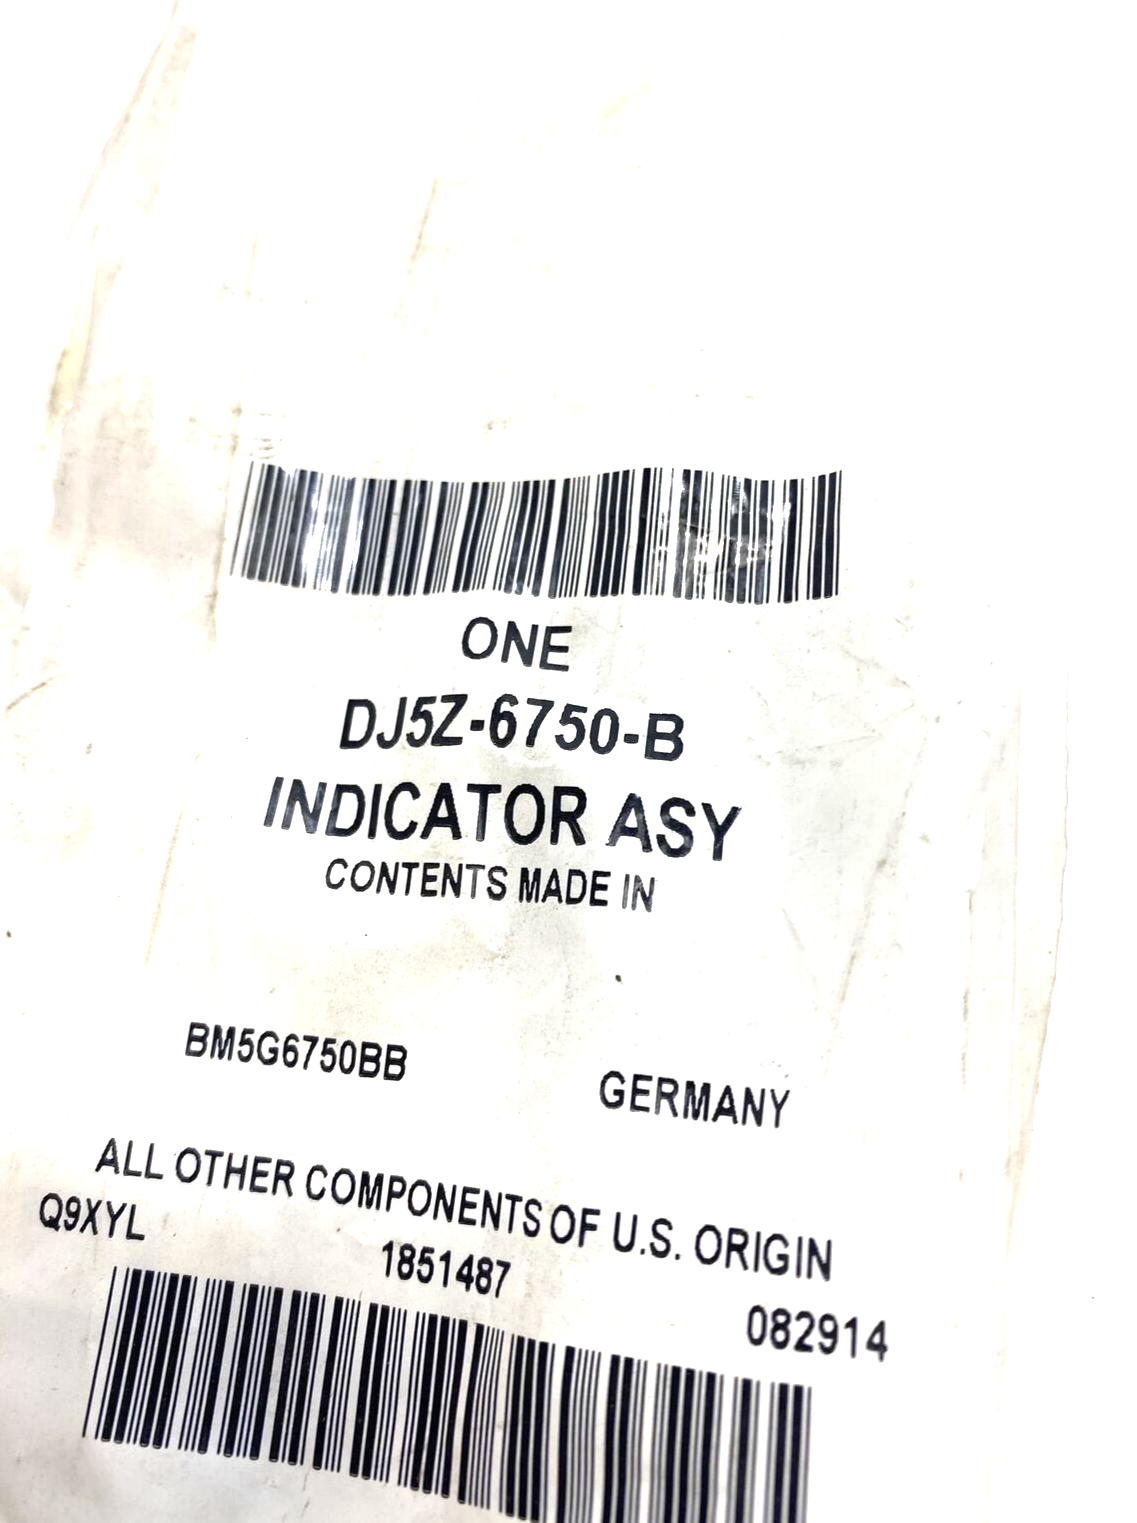 ONE
DJ5Z-6750-B
INDICATOR ASY
CONTENTS MADE IN
BM5G6750BB GERMANY
ALL OTHER COMPONENTS OF U.S. ORIGIN
Q9XYL 1851487 082914